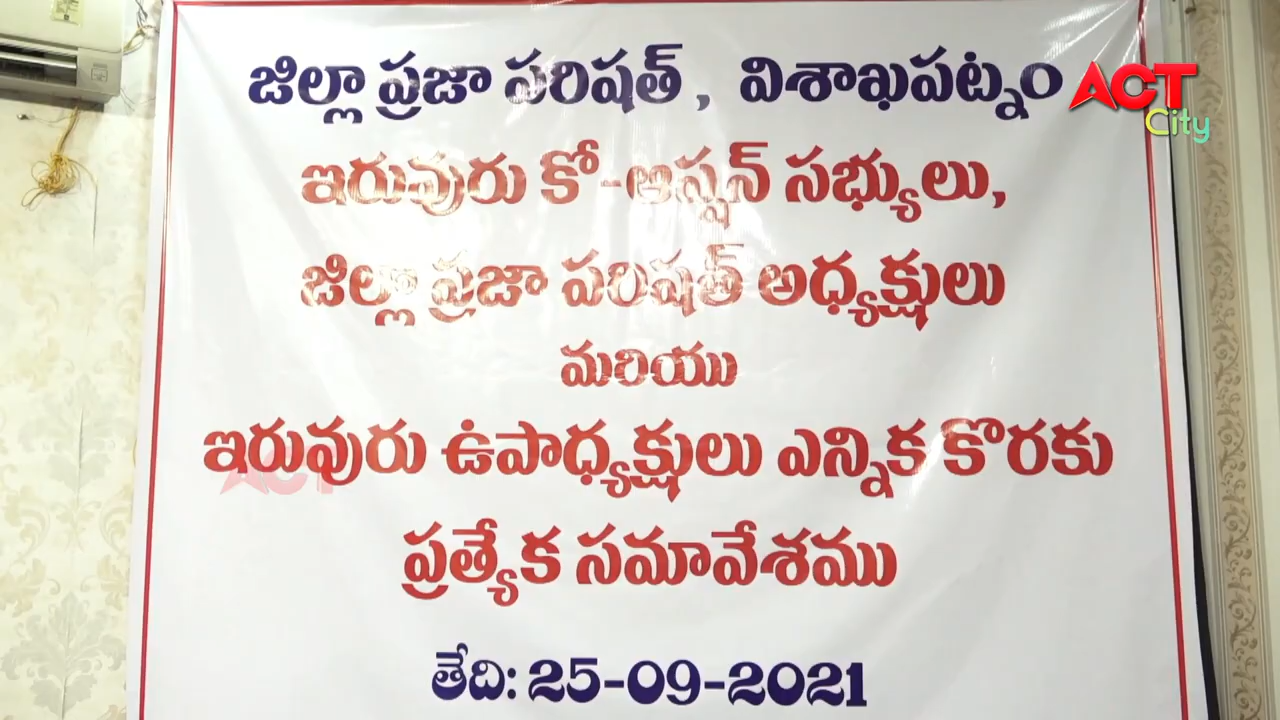 జిల్లా ప్రజా పరిషత్, విశాఖపట్నం
ACT
City
ఇరువురు కో-ఆప్షన్ సభ్యులు,
జిల్లా ప్రజా పరిషత్ అధ్యక్షులు
మరియు
ఇరువురు ఉపాధ్యక్షులు ఎన్నిక కొరకు
ACT
ప్రత్యేక సమావేశము
తేది: 25-09-2021